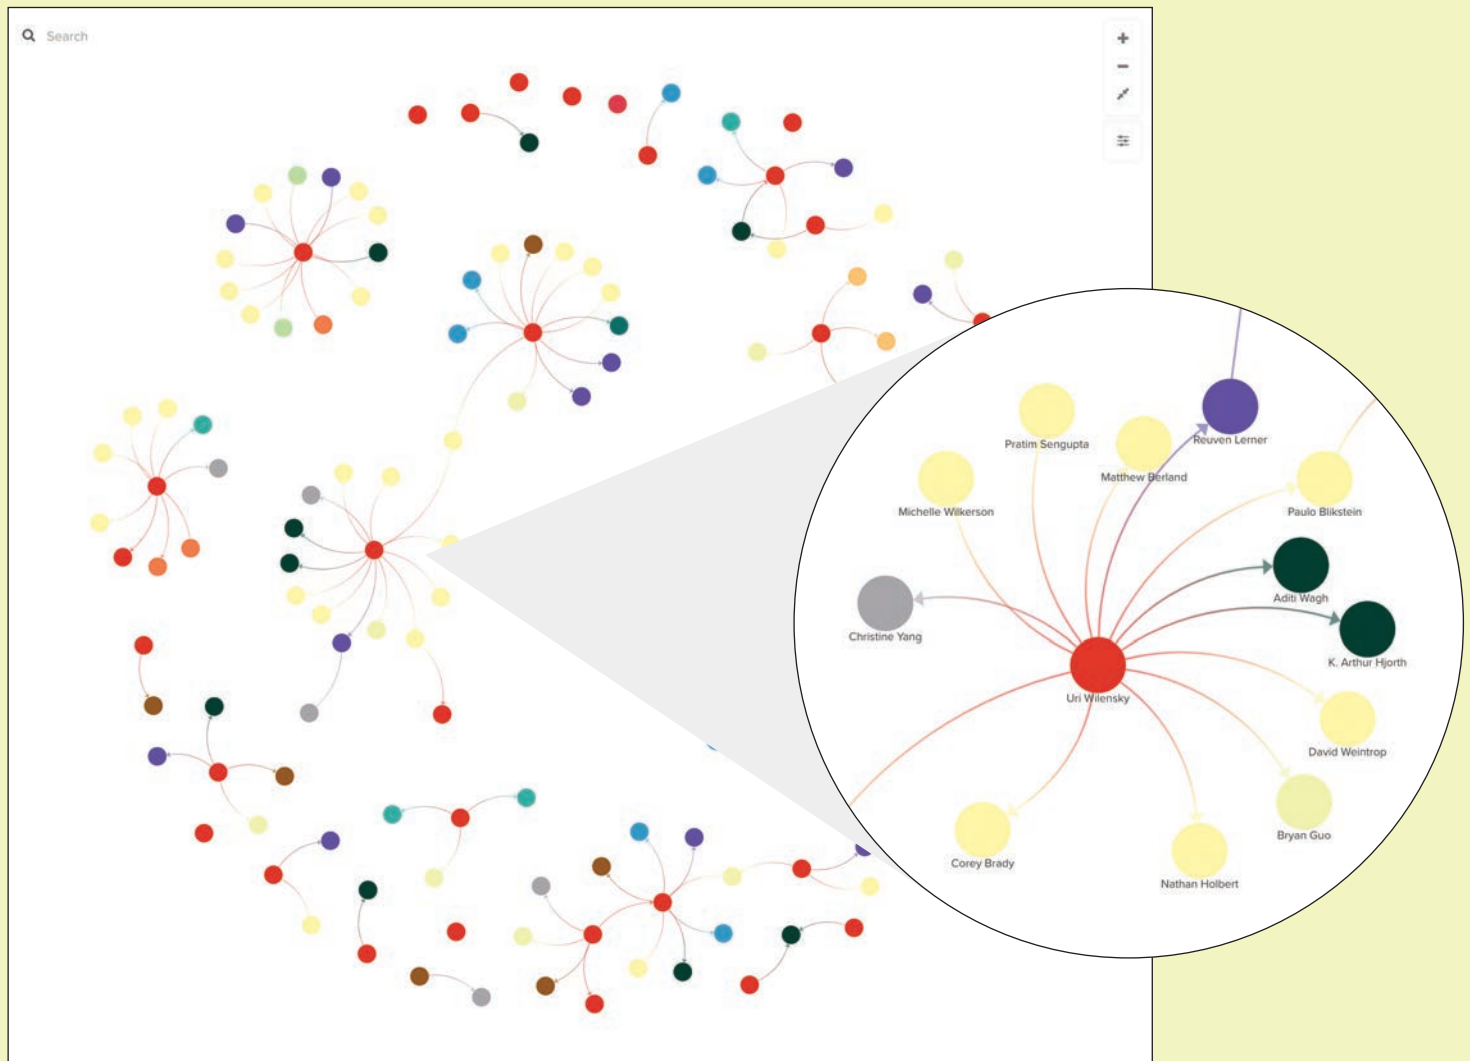 Search
Pratim Sengupta
Reuven Lerner
Matthew Berland
Michelle Wilkerson
Paulo Blikstein
Aditi Wagh
Christine Yang
K. Arthur Hjorth
Uri Wilensky
David Weintrop
Bryan Guo
Corey Brady
Nathan Holbert